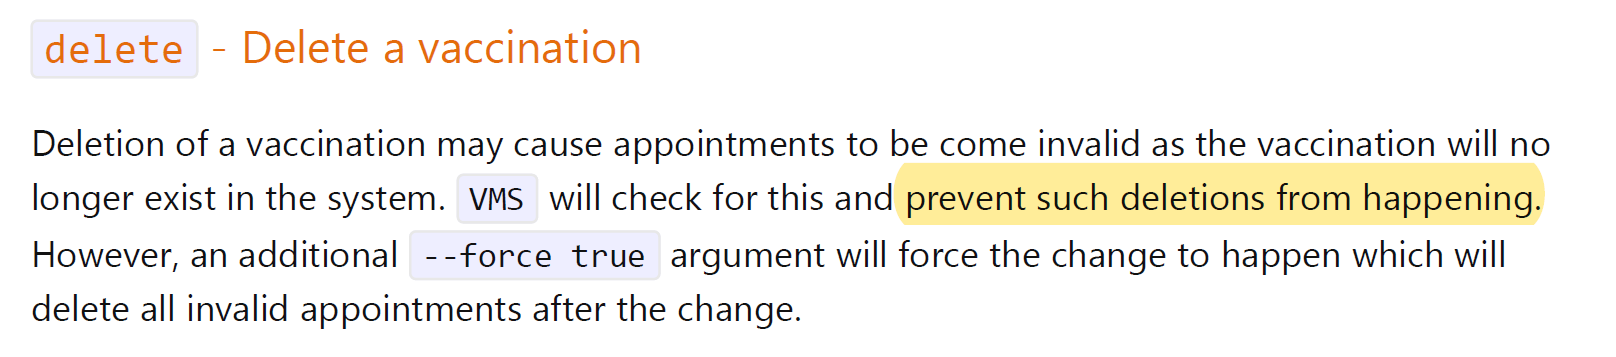 delete - Delete a vaccination
Deletion of a vaccination may cause appointments to be come invalid as the vaccination will no
longer exist in the system. VMS will check for this and prevent such deletions from happening.
However, an additional --force true argument will force the change to happen which will
delete all invalid appointments after the change.